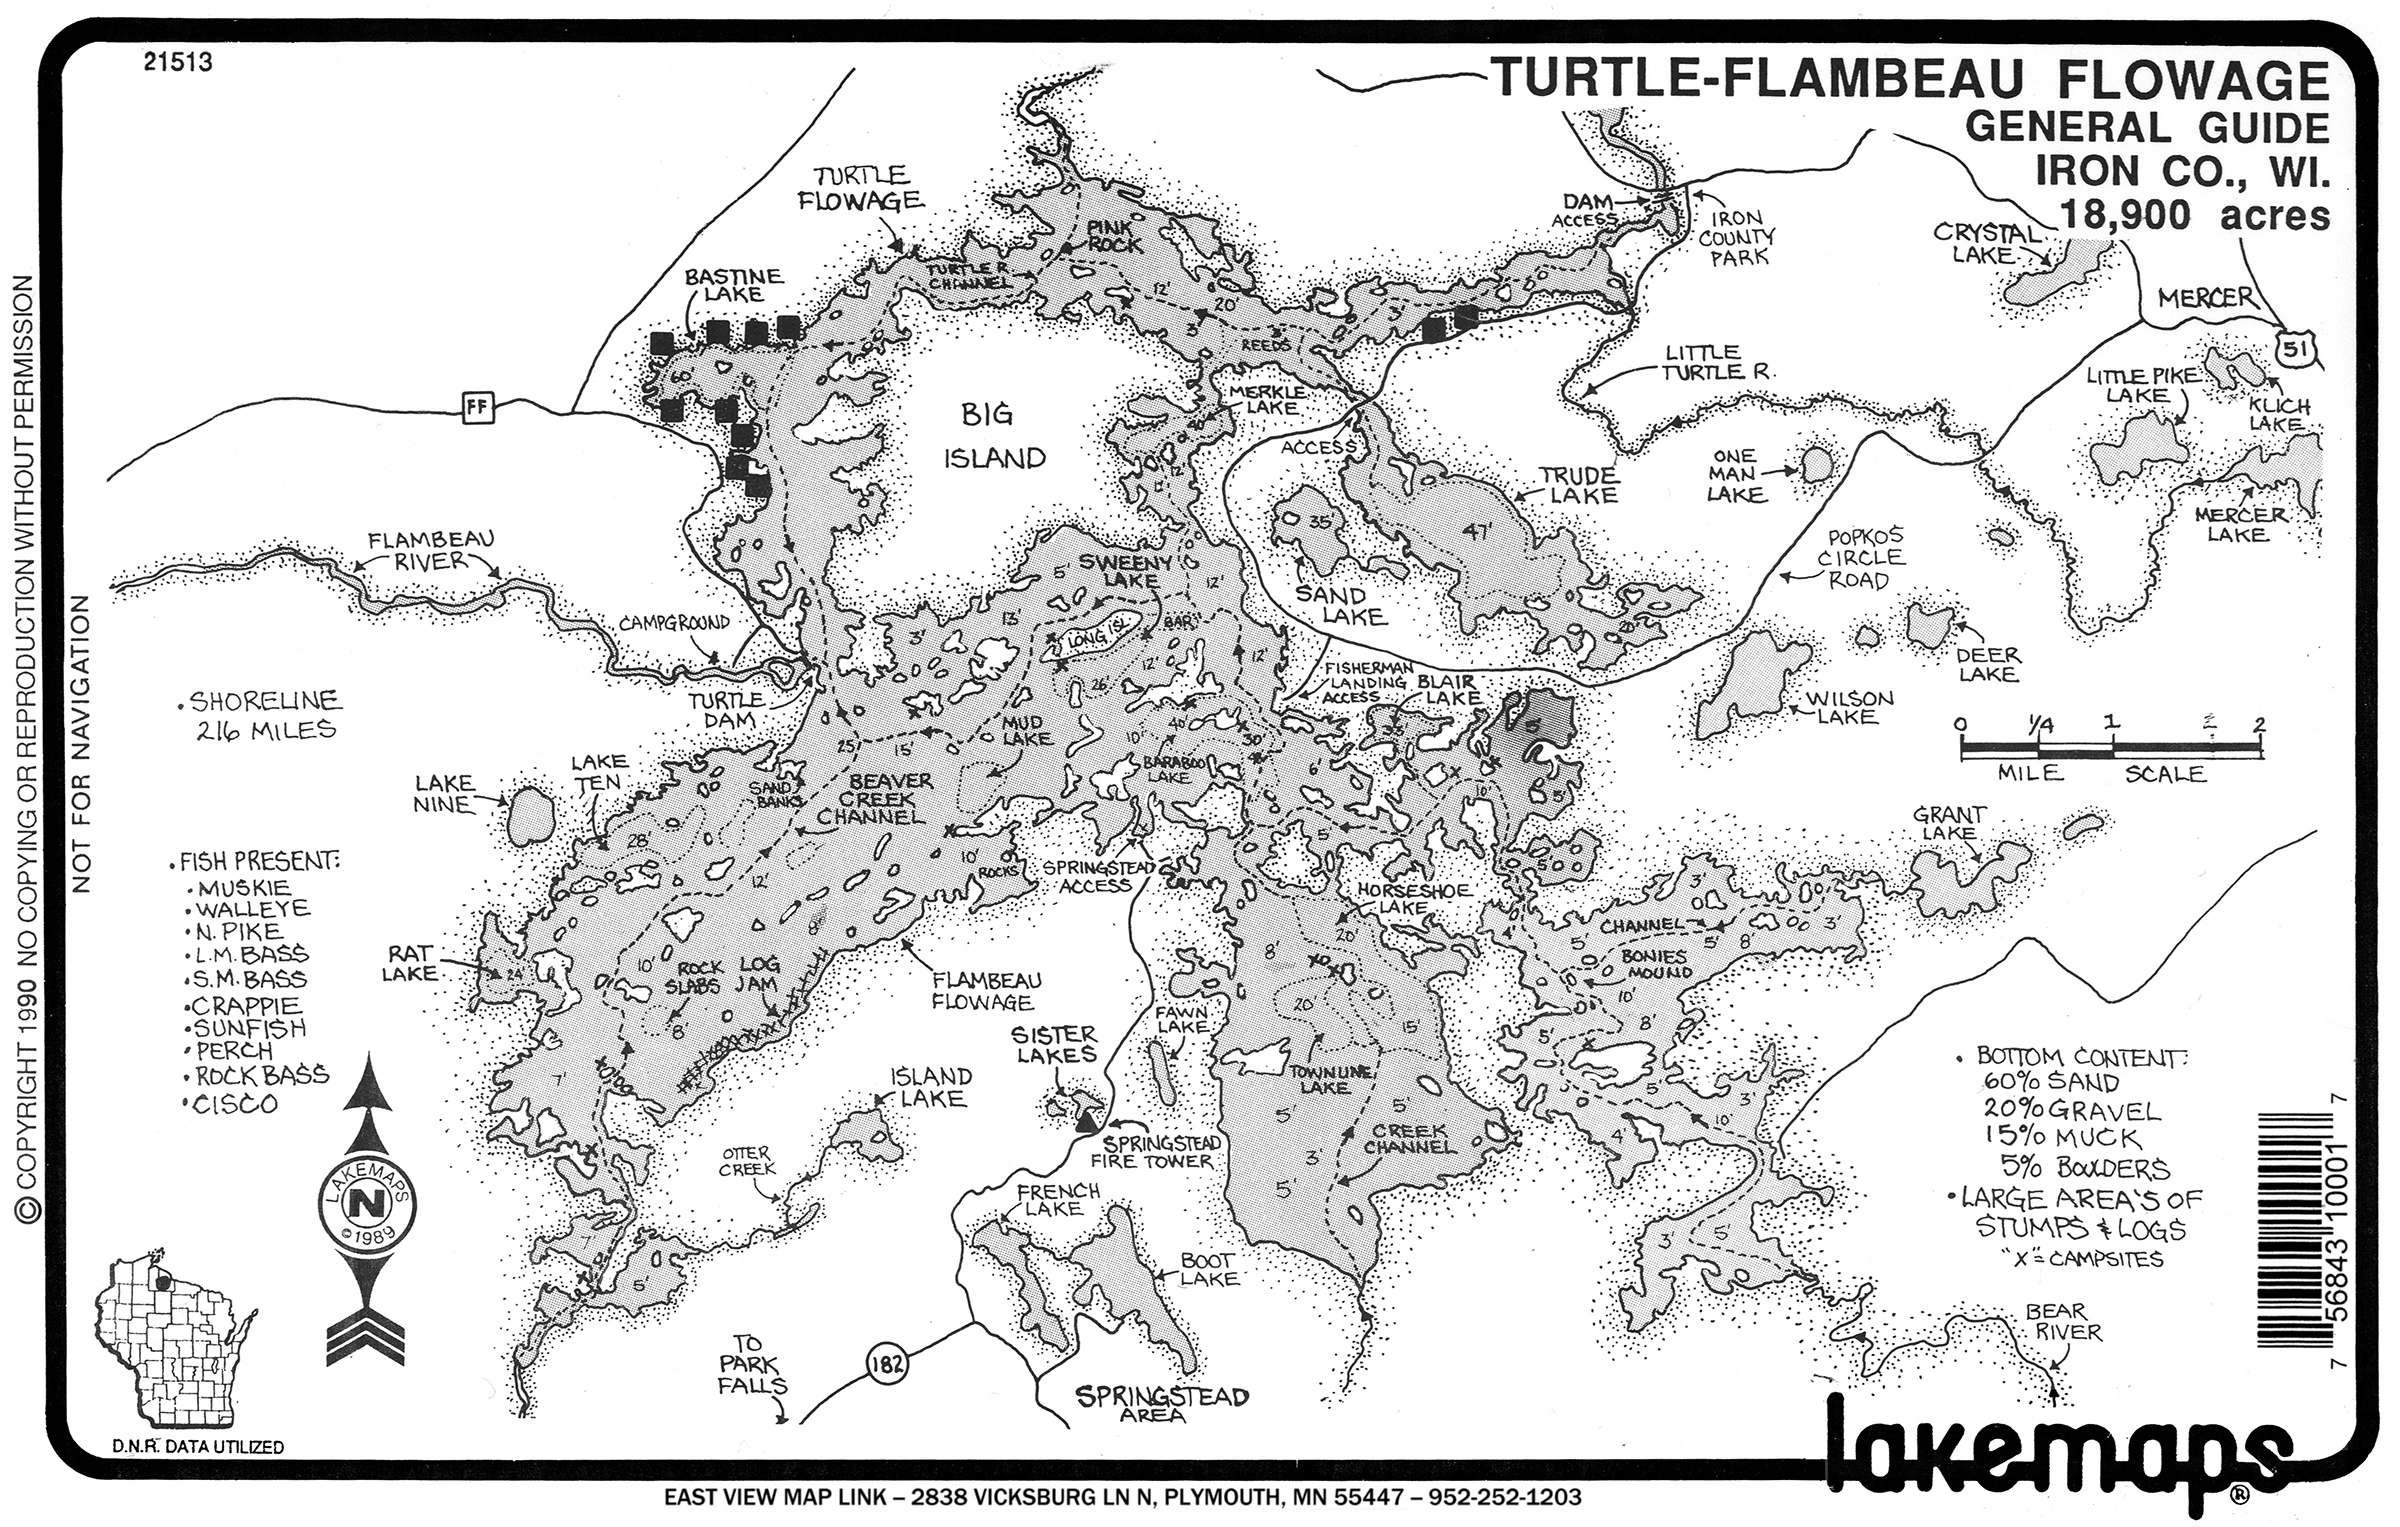 21513
TURTLE-FLAMBEAU FLOWAGE
GENERAL GUIDE
IRON CO., WI.
18,900 acres
© COPYRIGHT 1990 NO COPYING OR REPRODUCTION WITHOUT PERMISSION
NOT FOR NAVIGATION
TURTLE
FLOWAGE
PINK
ROCK
DAM
ACCESS
IRON
COUNTY
PARK
CRYSTAL
LAKE
MERCER
51
BASTINE
LAKE
TURTLE R.
CHANNEL
12'
20'
3'
3'
REEDS
60'
FF
BIG
ISLAND
MERKLE
LAKE
40'
12'
ACCESS
LITTLE
TURTLE R.
LITTLE PIKE
LAKE
KLICH
LAKE
ONE
MAN
LAKE
TRUDE
LAKE
47'
35'
SAND
LAKE
MERCER
LAKE
POPKOS
CIRCLE
ROAD
FLAMBEAU
RIVER
CAMPGROUND
SWEENY
LAKE
5'
12'
13'
3'
LONG ISL.
BAR
12'
12'
26'
FISHERMAN
LANDING
ACCESS
BLAIR
LAKE
33'
5'
DEER
LAKE
WILSON
LAKE
0 1/4 1 2 2
MILE SCALE
• SHORELINE
216 MILES
TURTLE
DAM
25'
15'
MUD
LAKE
40'
10'
30'
BARABOO
LAKE
6'
10'
5'
LAKE
NINE
LAKE
TEN
SAND
BANKS
BEAVER
CREEK
CHANNEL
28'
12'
10'
ROCKS
SPRINGSTEAD
ACCESS
5'
5'
HORSESHOE
LAKE
GRANT
LAKE
• FISH PRESENT:
• MUSKIE
• WALLEYE
• N. PIKE
• L.M. BASS
• S.M. BASS
• CRAPPIE
• SUNFISH
• PERCH
• ROCK BASS
• CISCO
RAT
LAKE
24'
8'
10'
ROCK
SLABS
LOG
JAM
8'
FLAMBEAU
FLOWAGE
8'
20'
20'
15'
4'
5'
CHANNEL
3'
5'
8'
3'
BONIES
MOUND
10'
8'
5'
FAWN
LAKE
SISTER
LAKES
TOWNLINE
LAKE
3'
7'
ISLAND
LAKE
5'
5'
CREEK
CHANNEL
3'
5'
5'
10'
3'
4'
SPRINGSTEAD
FIRE TOWER
OTTER
CREEK
FRENCH
LAKE
BOOT
LAKE
7'
5'
3'
5'
• BOTTOM CONTENT:
60% SAND
20% GRAVEL
15% MUCK
5% BOULDERS
• LARGE AREA'S OF
STUMPS & LOGS
"X" = CAMPSITES
BEAR
RIVER
LAKEMAPS
N
© 1989
TO
PARK
FALLS
182
SPRINGSTEAD
AREA
D.N.R. DATA UTILIZED
7 56843 10001 7
lakemaps®
EAST VIEW MAP LINK – 2838 VICKSBURG LN N, PLYMOUTH, MN 55447 – 952-252-1203